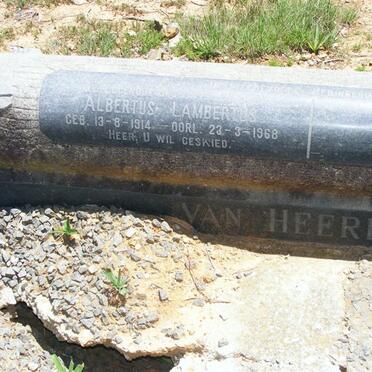 ALBERTUS LAMBERTUS
GEB. 13-8-1914 — OORL. 23-3-1968
HEER, U WIL GESKIED.
VAN HEER